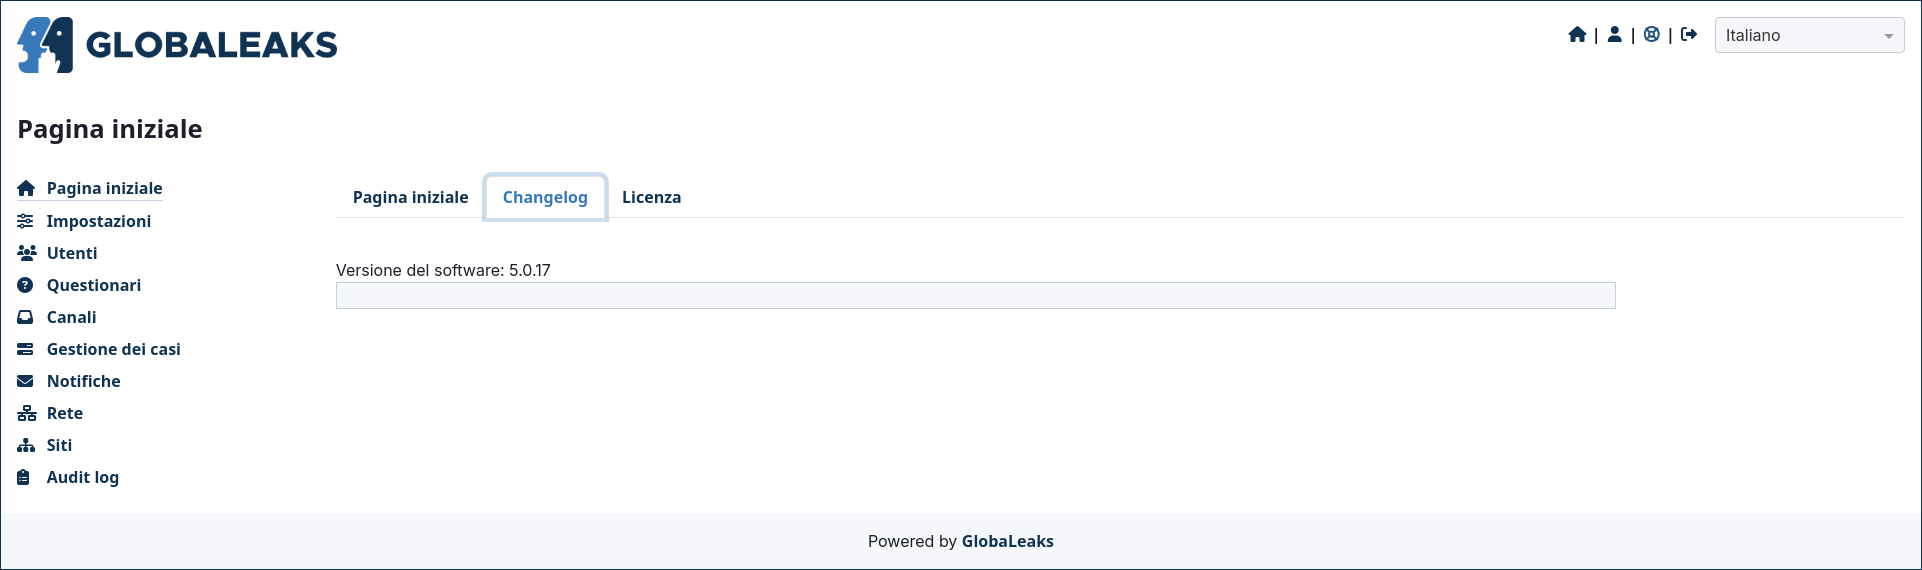 GLOBALEAKS
| | | Italiano
Pagina iniziale
Pagina iniziale
Impostazioni
Utenti
Questionari
Canali
Gestione dei casi
Notifiche
Rete
Siti
Audit log
Pagina iniziale Changelog Licenza
Versione del software: 5.0.17
Powered by GlobaLeaks